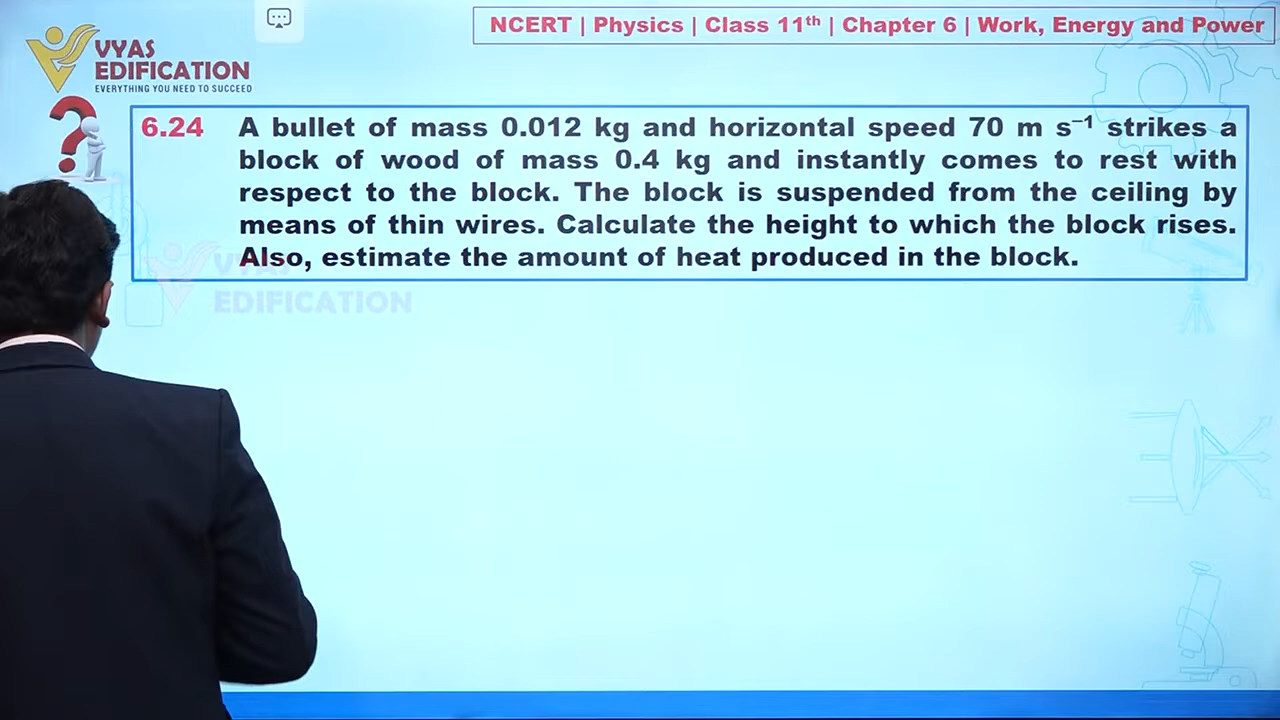 NCERT | Physics | Class 11th | Chapter 6 | Work, Energy and Power
VYAS
EDIFICATION
EVERYTHING YOU NEED TO SUCCEED
6.24 A bullet of mass 0.012 kg and horizontal speed 70 m s⁻¹ strikes a
block of wood of mass 0.4 kg and instantly comes to rest with
respect to the block. The block is suspended from the ceiling by
means of thin wires. Calculate the height to which the block rises.
Also, estimate the amount of heat produced in the block.
VYAS
EDIFICATION